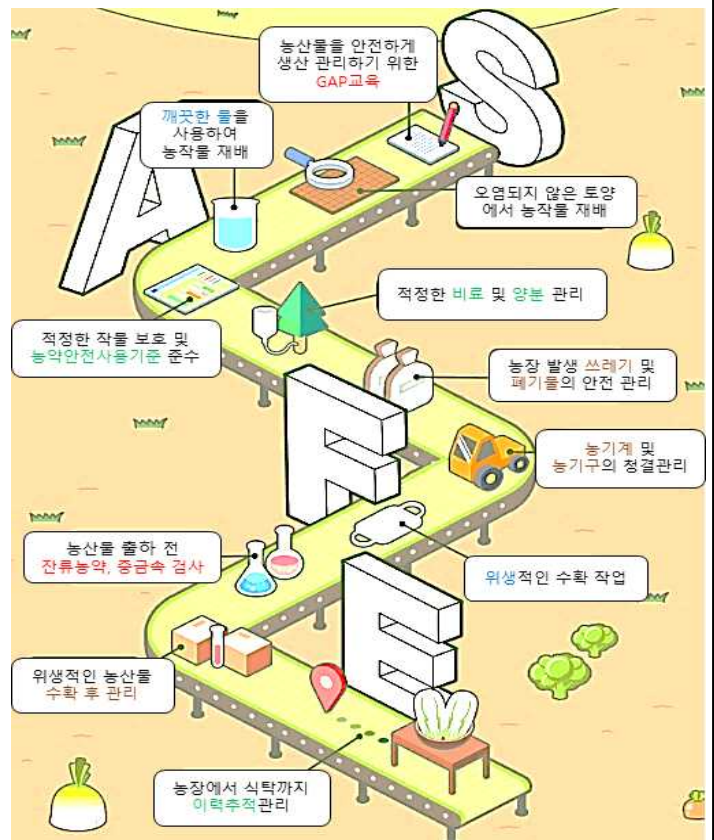 S
농산물을 안전하게
생산 관리하기 위한
GAP교육
A
깨끗한 물을
사용하여
농작물 재배
오염되지 않은 토양
에서 농작물 재배
적정한 비료 및 양분 관리
적정한 작물 보호 및
농약안전사용기준 준수
농장 발생 쓰레기 및
폐기물의 안전 관리
F
농기계 및
농기구의 청결관리
농산물 출하 전
잔류농약, 중금속 검사
위생적인 수확 작업
E
위생적인 농산물
수확 후 관리
농장에서 식탁까지
이력추적관리